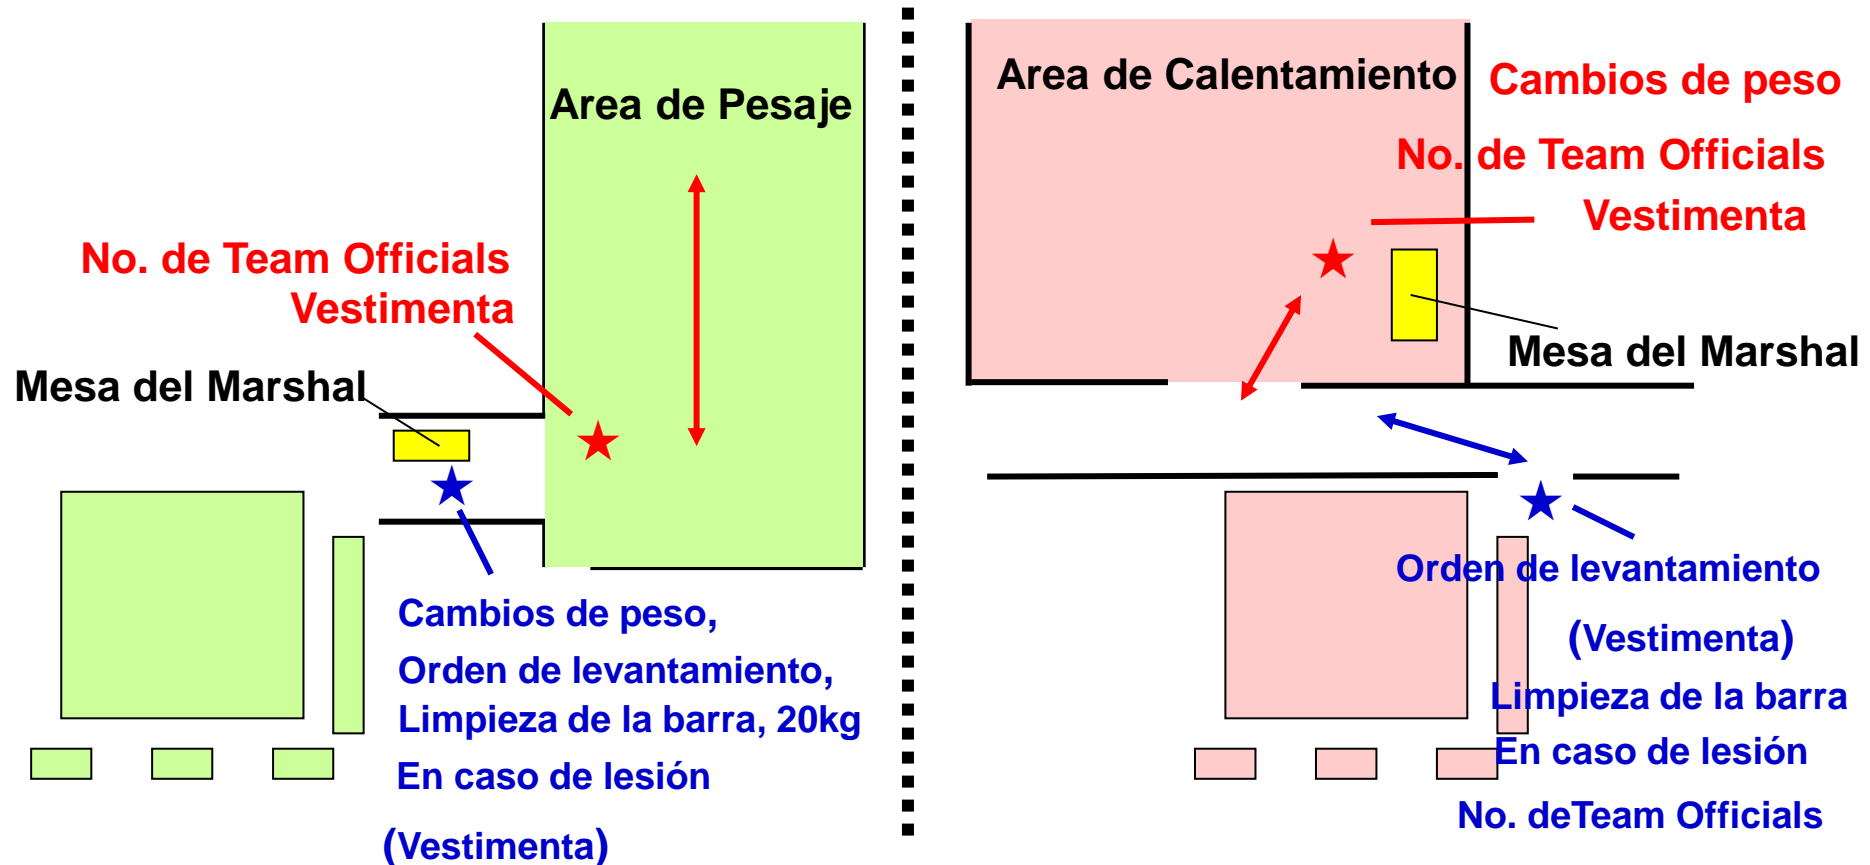 Area de Pesaje
No. de Team Officials
Vestimenta
Mesa del Marshal
Cambios de peso,
Orden de levantamiento,
Limpieza de la barra, 20kg
En caso de lesión
(Vestimenta)
Area de Calentamiento
Cambios de peso
No. de Team Officials
Vestimenta
Mesa del Marshal
Orden de levantamiento
(Vestimenta)
Limpieza de la barra
En caso de lesión
No. deTeam Officials